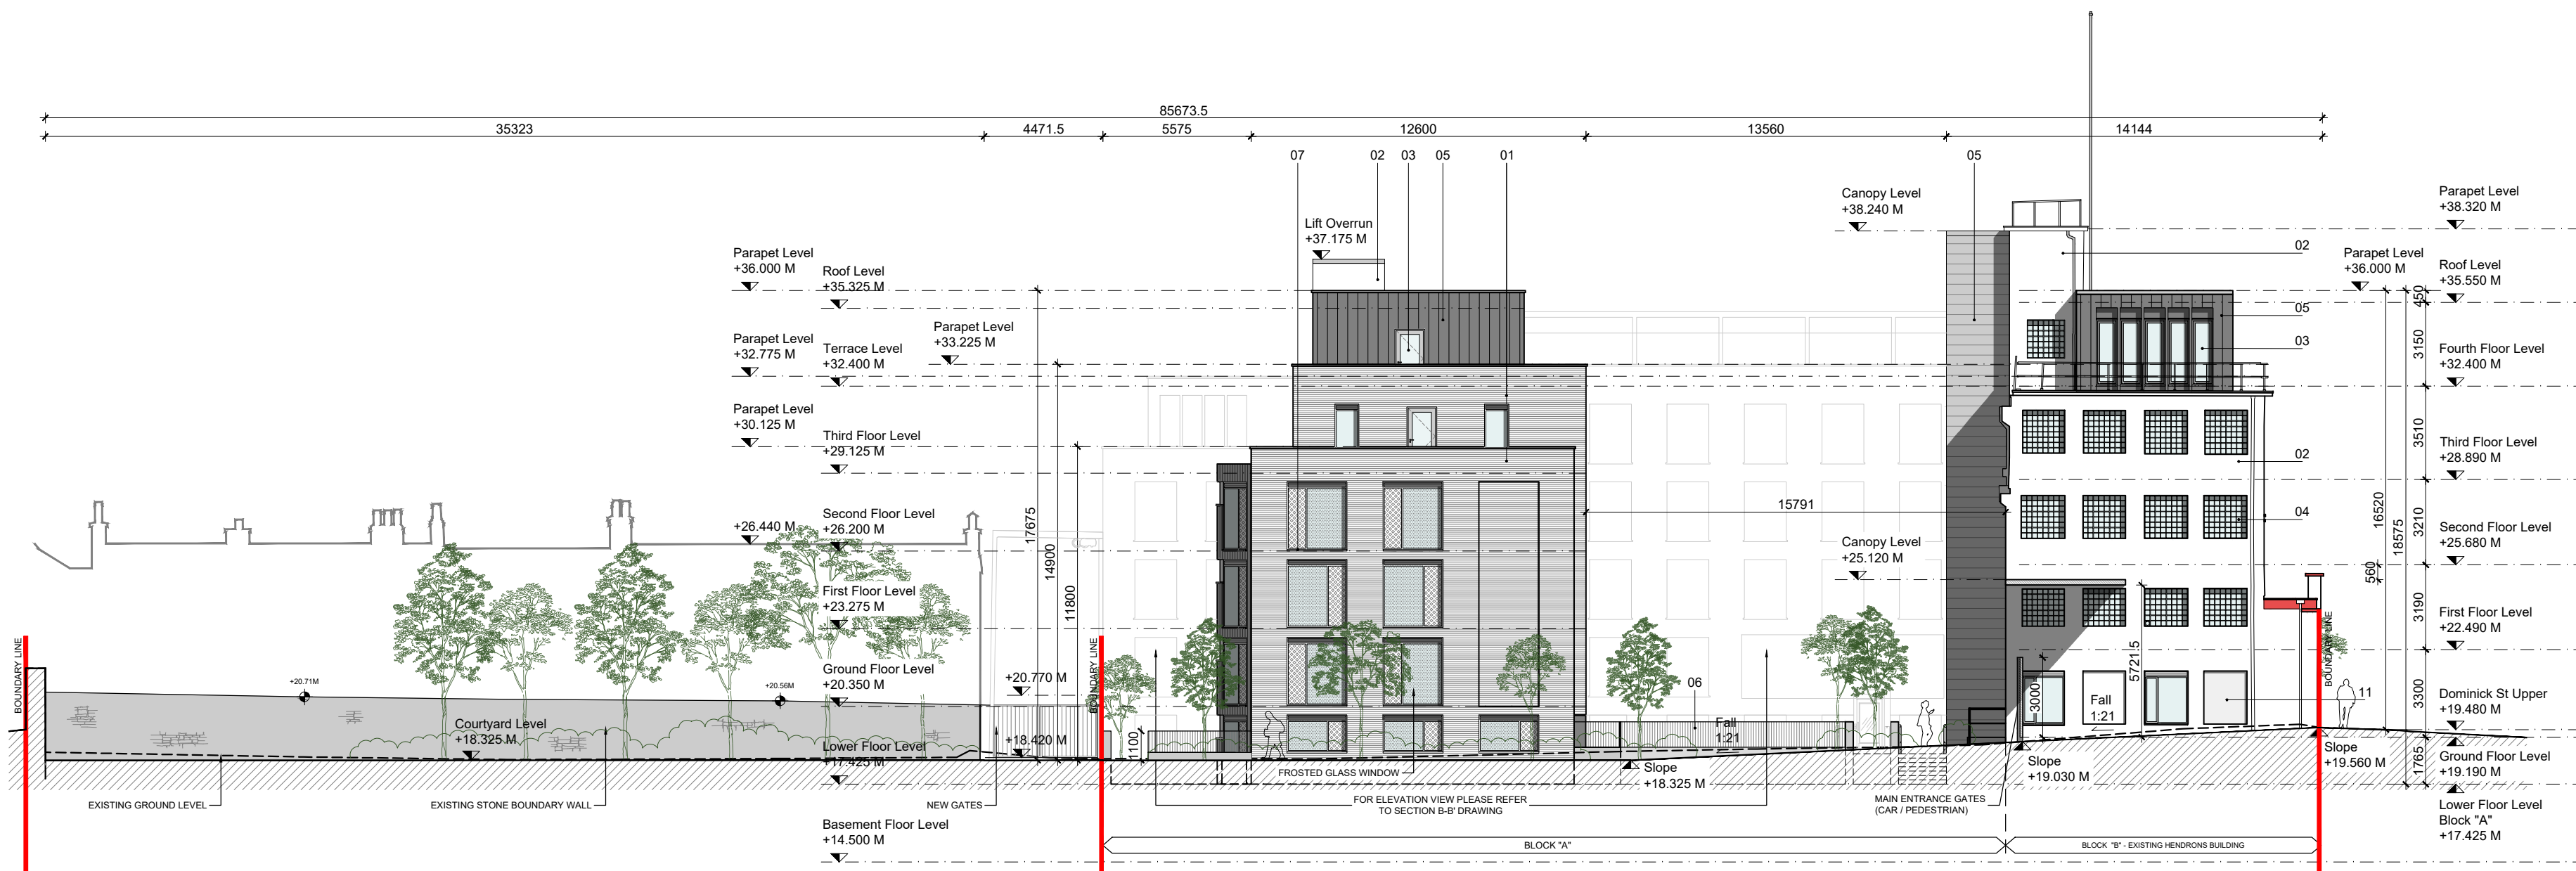 85673.5
35323
4471.5
5575
12600
13560
14144
07
02
03
05
01
05
Canopy Level
+38.240 M
Parapet Level
+38.320 M
Lift Overrun
+37.175 M
02
Parapet Level
+36.000 M
Roof Level
+35.325 M
Parapet Level
+36.000 M
Roof Level
+35.550 M
450
05
Parapet Level
+33.225 M
Parapet Level
+32.775 M
Terrace Level
+32.400 M
03
3150
Fourth Floor Level
+32.400 M
Parapet Level
+30.125 M
Third Floor Level
+29.125 M
3510
Third Floor Level
+28.890 M
02
17675
14900
11800
15791
04
16520
18575
3210
Second Floor Level
+26.200 M
+26.440 M
Second Floor Level
+25.680 M
Canopy Level
+25.120 M
560
First Floor Level
+23.275 M
3190
First Floor Level
+22.490 M
BOUNDARY LINE
BOUNDARY LINE
BOUNDARY LINE
5721.5
3000
Ground Floor Level
+20.350 M
+20.770 M
+20.71M
+20.56M
06
11
3300
Dominick St Upper
+19.480 M
Fall
1:21
Fall
1:21
Courtyard Level
+18.325 M
+18.420 M
1100
Lower Floor Level
+17.425 M
Slope
+18.325 M
Slope
+19.030 M
Slope
+19.560 M
1765
Ground Floor Level
+19.190 M
FROSTED GLASS WINDOW
EXISTING GROUND LEVEL
EXISTING STONE BOUNDARY WALL
NEW GATES
FOR ELEVATION VIEW PLEASE REFER
TO SECTION B-B' DRAWING
MAIN ENTRANCE GATES
(CAR / PEDESTRIAN)
Lower Floor Level
Block "A"
+17.425 M
Basement Floor Level
+14.500 M
BLOCK "A"
BLOCK "B" - EXISTING HENDRONS BUILDING